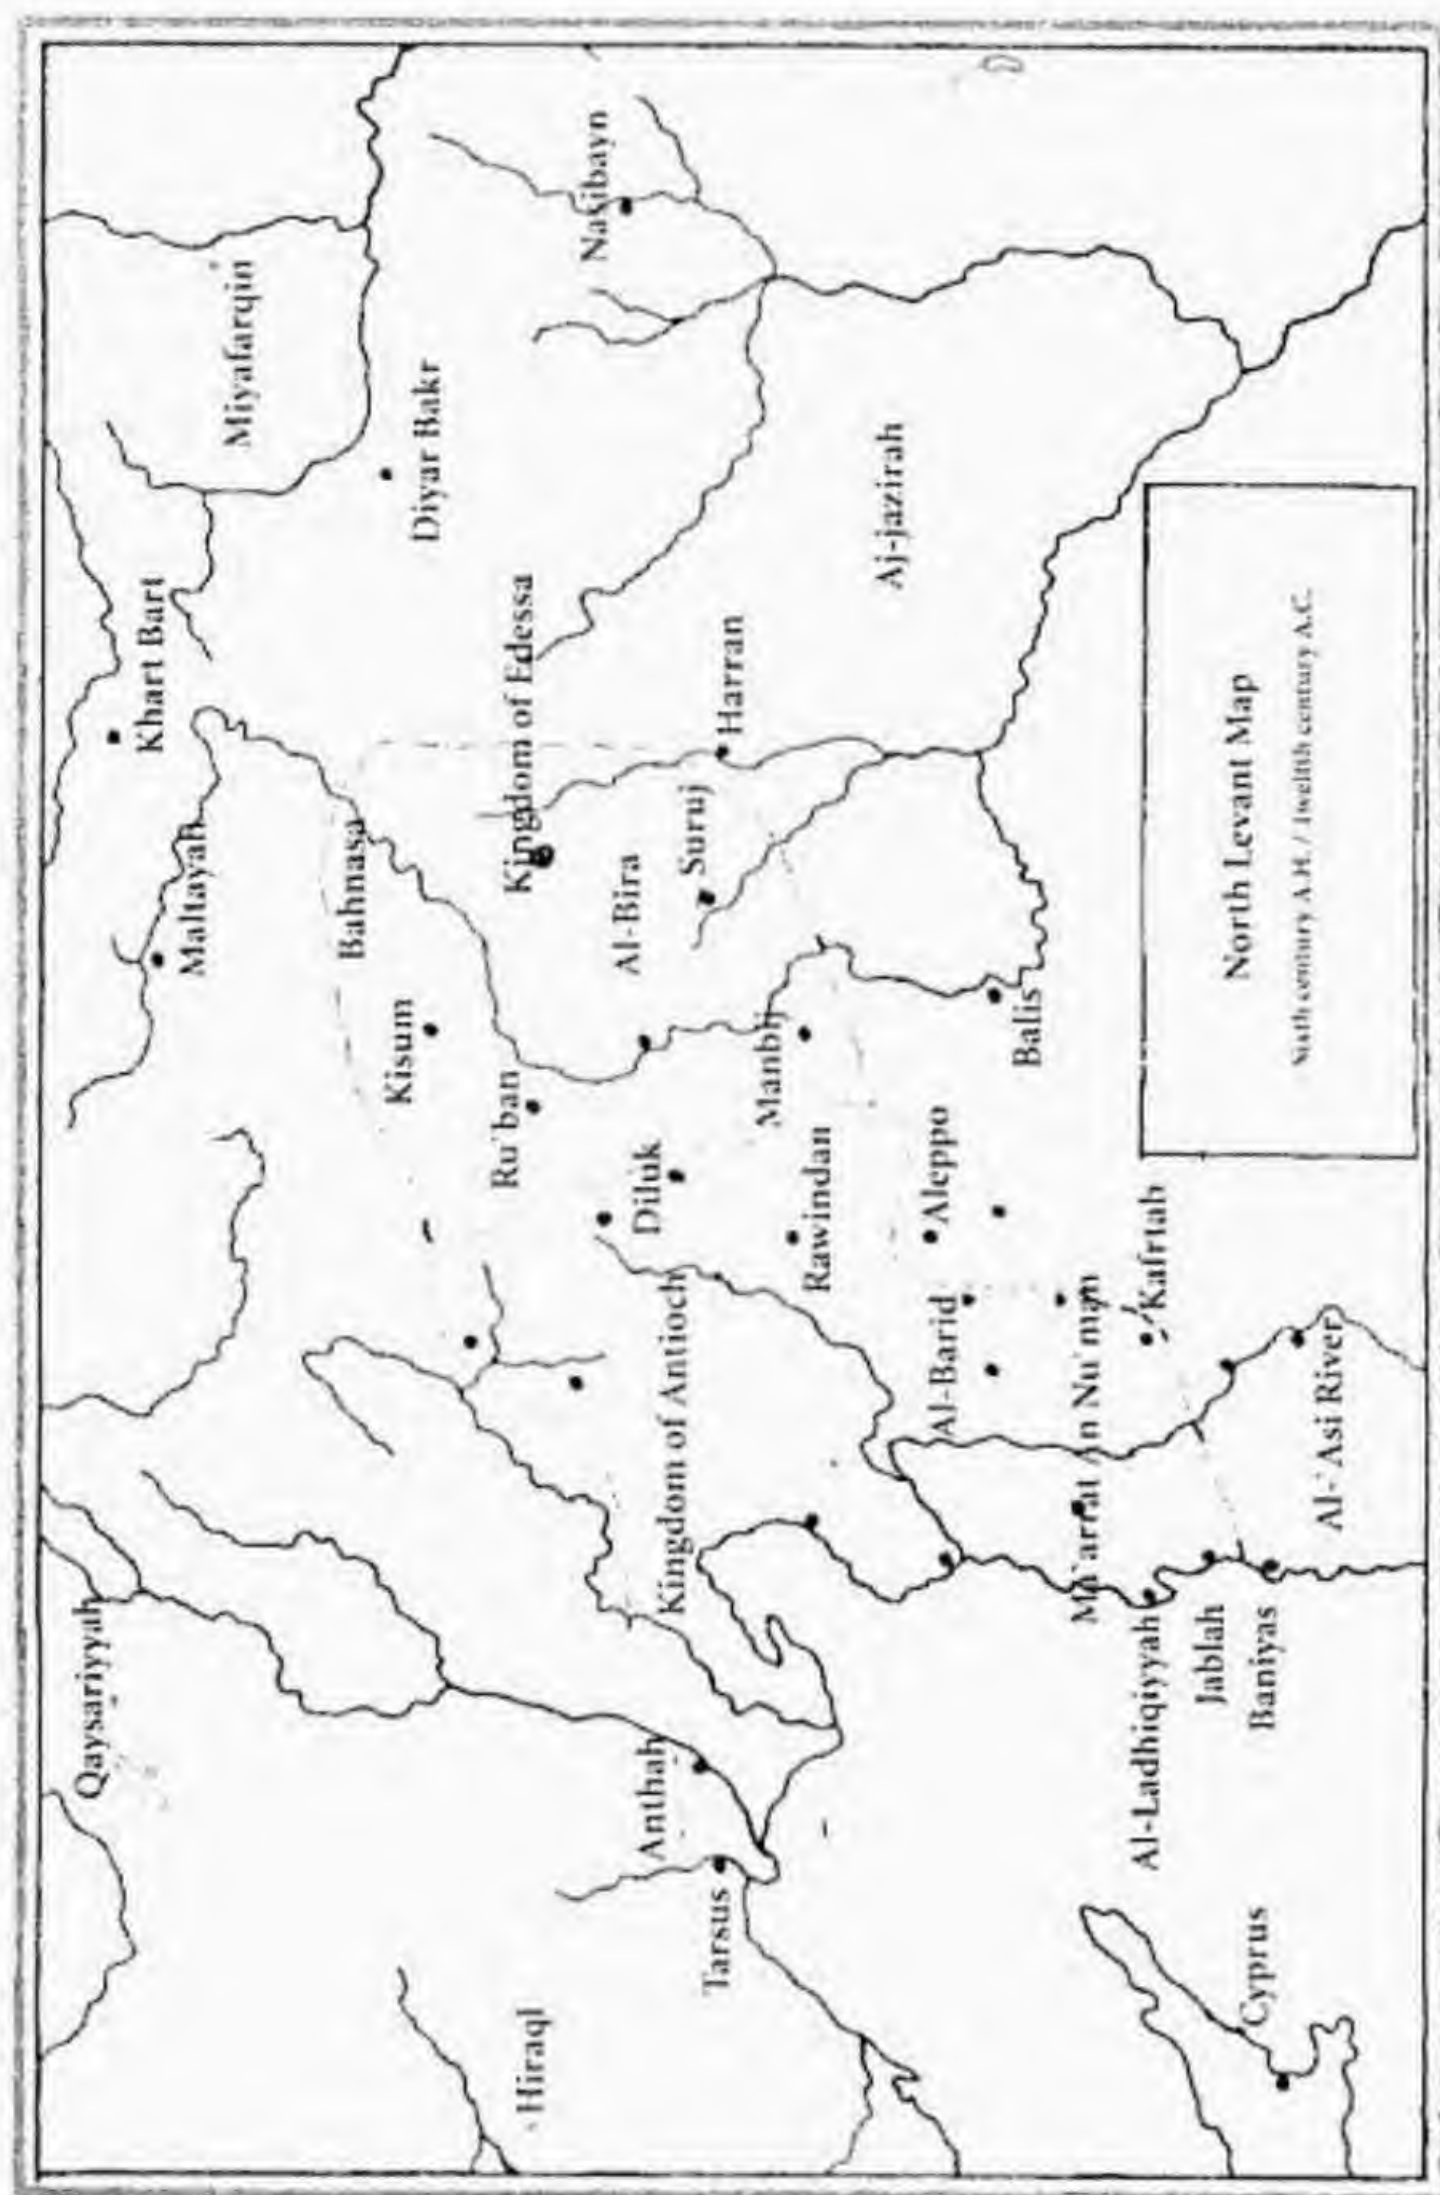 Qaysariyyah
Maltayah
Khart Bart
Miyafarqin
Hiraql
Kisum
Bahnasa
Diyar Bakr
Ru'ban
Kingdom of Edessa
Nasibayn
Anthah
Kingdom of Antioch
Diluk
Al-Bira
Suruj
Harran
Tarsus
Rawindan
Manbij
Aj-jazirah
Al-Barid
Aleppo
Balis
Ma'arrat An Nu'man
Kafrtab
Al-Ladhiqiyyah
Jablah
Baniyas
Al-'Asi River
Cyprus
North Levant Map
Sixth century A.H. / Twelfth century A.C.